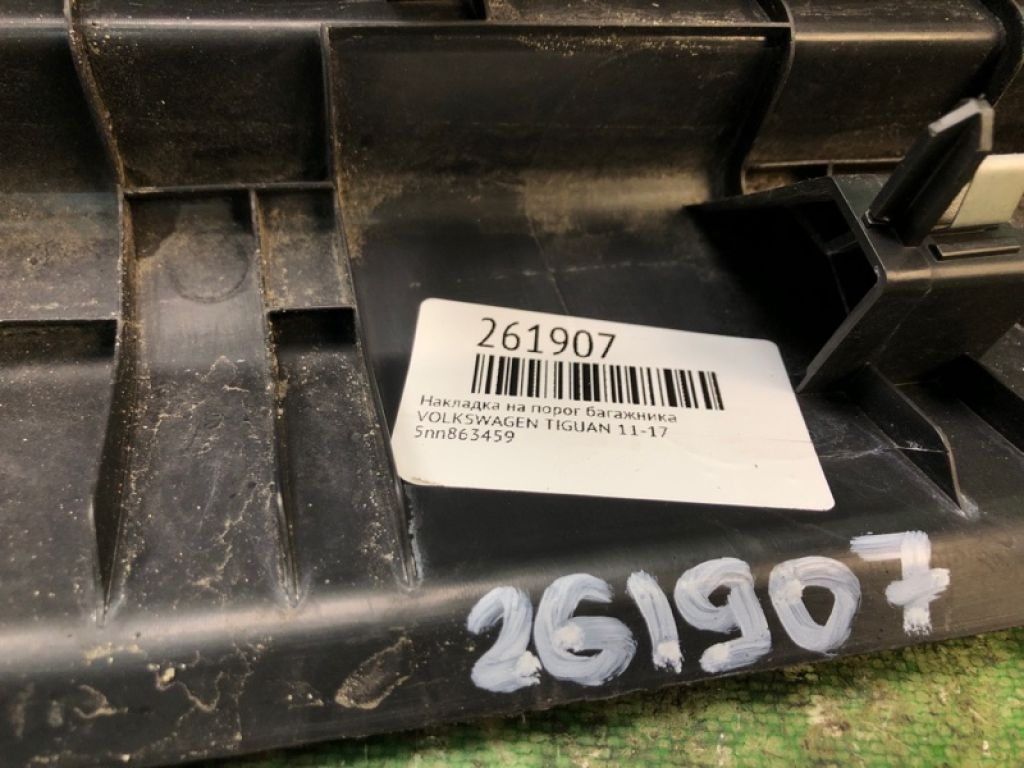 261907
Накладка на порог багажника
VOLKSWAGEN TIGUAN 11-17
5nn863459
261907